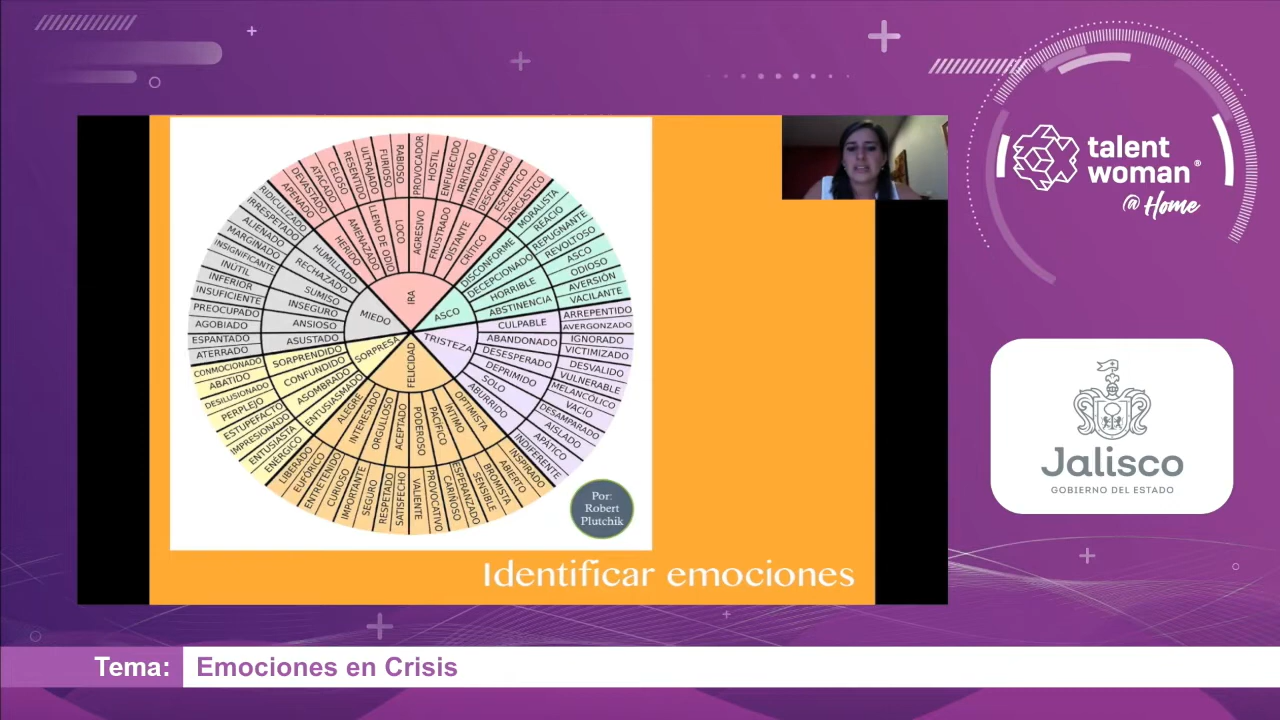 talent
woman®
@ Home
Jalisco
GOBIERNO DEL ESTADO
IRA
ASCO
TRISTEZA
FELICIDAD
SORPRESA
MIEDO
HERIDO
AMENAZADO
LLENO DE ODIO
LOCO
AGRESIVO
FRUSTRADO
DISTANTE
CRÍTICO
DISCONFORME
DECEPCIONADO
HORRIBLE
ABSTINENCIA
CULPABLE
ABANDONADO
DESESPERADO
DEPRIMIDO
SOLO
ABURRIDO
OPTIMISTA
ÍNTIMO
PACÍFICO
PODEROSO
ACEPTADO
ORGULLOSO
INTERESADO
ALEGRE
ENTUSIASMADO
ASOMBRADO
CONFUNDIDO
SORPRENDIDO
ASUSTADO
ANSIOSO
INSEGURO
SUMISO
RECHAZADO
HUMILLADO
APENADO
DEVASTADO
ATACADO
CELOSO
RESENTIDO
ULTRAJADO
FURIOSO
RABIOSO
PROVOCADOR
HOSTIL
ENFURECIDO
IRRITADO
INTROVERTIDO
DESCONFIADO
ESCÉPTICO
SARCÁSTICO
MORALISTA
REACIO
REPUGNANTE
REVOLTOSO
ASCO
ODIOSO
AVERSIÓN
VACILANTE
ARREPENTIDO
AVERGONZADO
IGNORADO
VICTIMIZADO
DESVALIDO
VULNERABLE
MELANCÓLICO
VACÍO
DESAMPARADO
AISLADO
APÁTICO
INDIFERENTE
INSPIRADO
ABIERTO
BROMISTA
SENSIBLE
ESPERANZADO
CARIÑOSO
PROVOCATIVO
VALIENTE
SATISFECHO
RESPETADO
SEGURO
IMPORTANTE
CURIOSO
ENTRETENIDO
EUFÓRICO
LIBERADO
ENÉRGICO
ENTUSIASTA
IMPRESIONADO
ESTUPEFACTO
PERPLEJO
DESILUSIONADO
ABATIDO
CONMOCIONADO
ATERRADO
ESPANTADO
AGOBIADO
PREOCUPADO
INSUFICIENTE
INFERIOR
INÚTIL
INSIGNIFICANTE
MARGINADO
ALIENADO
IRRESPETADO
RIDICULIZADO
Por:
Robert
Plutchik
Identificar emociones
Tema:
Emociones en Crisis